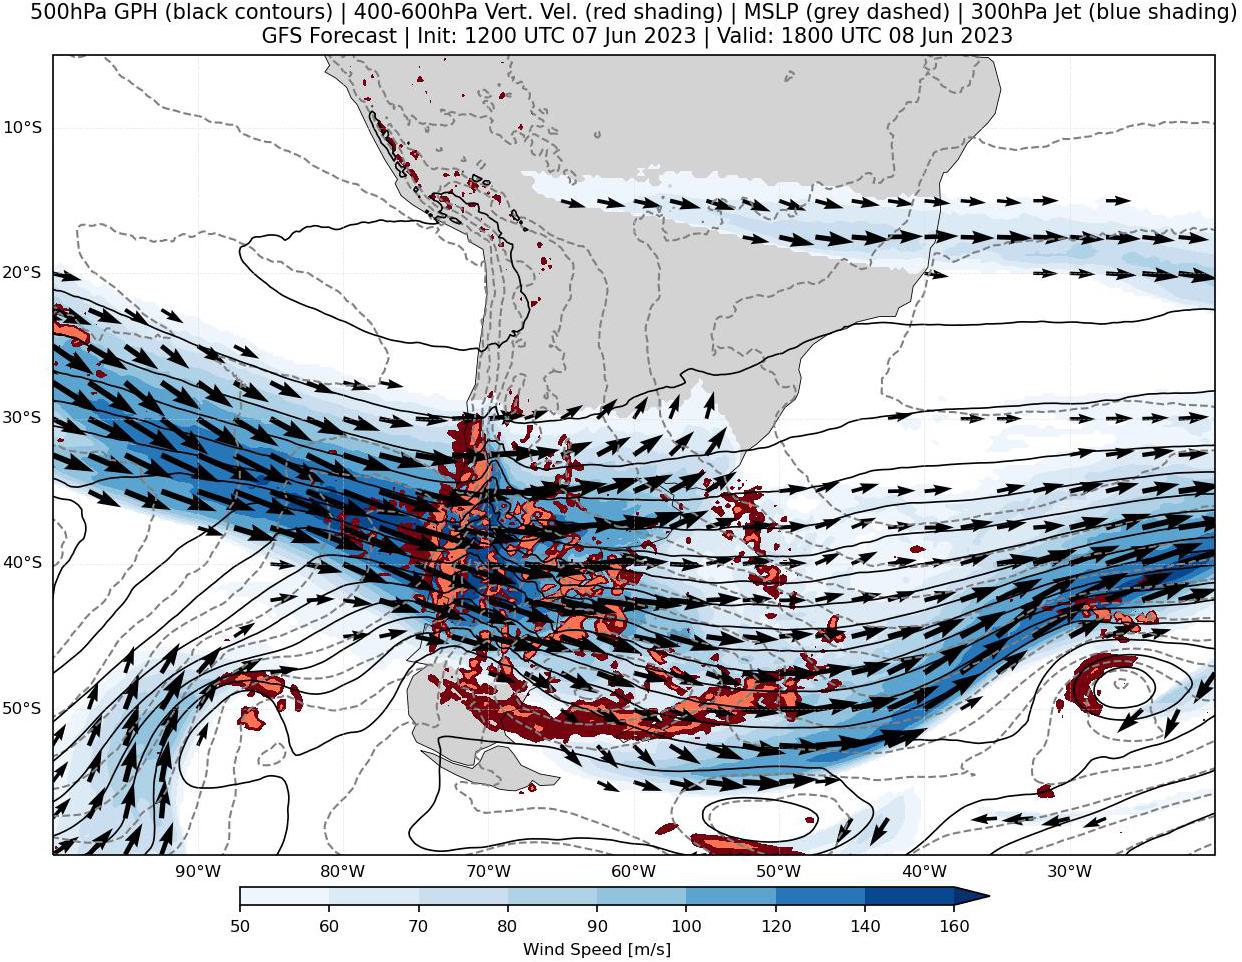 500hPa GPH (black contours) | 400-600hPa Vert. Vel. (red shading) | MSLP (grey dashed) | 300hPa Jet (blue shading)
GFS Forecast | Init: 1200 UTC 07 Jun 2023 | Valid: 1800 UTC 08 Jun 2023
10°S
20°S
30°S
40°S
50°S
90°W 80°W 70°W 60°W 50°W 40°W 30°W
50 60 70 80 90 100 120 140 160
Wind Speed [m/s]